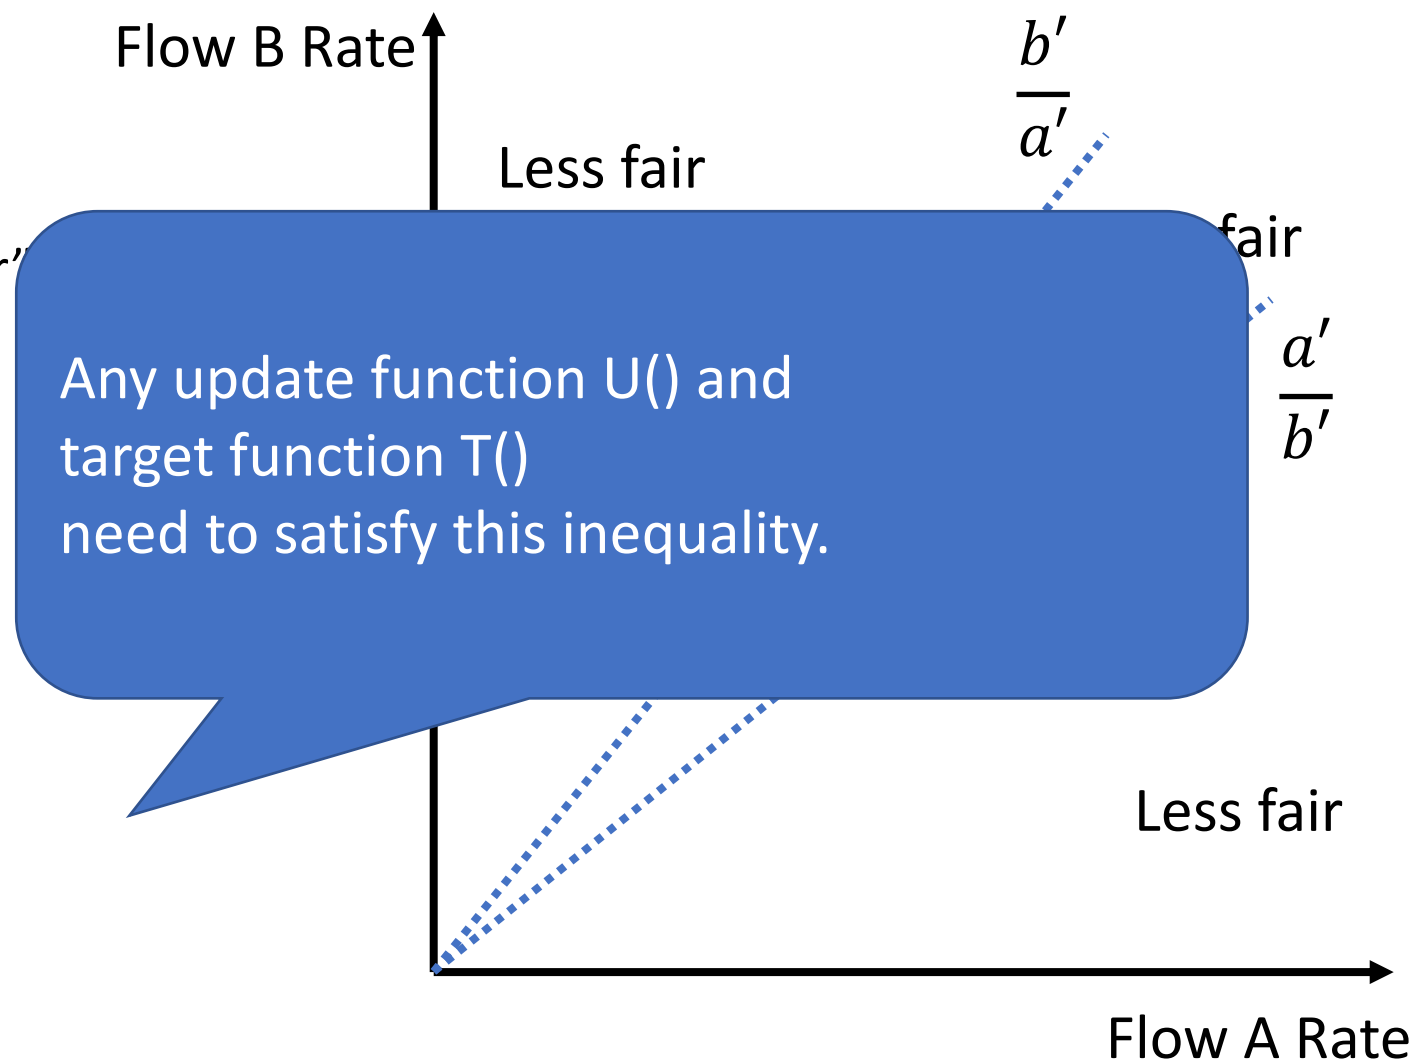 Flow B Rate
b′
a′
Less fair
fair
Any update function U() and
target function T()
need to satisfy this inequality.
a′
b′
Less fair
Flow A Rate